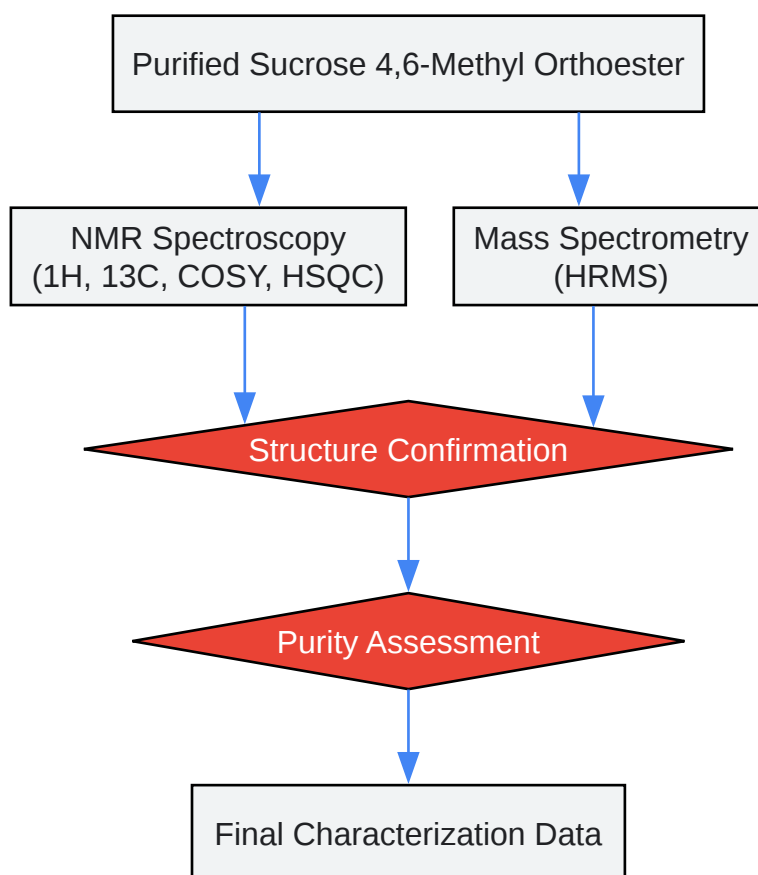 Purified Sucrose 4,6-Methyl Orthoester
NMR Spectroscopy
(1H, 13C, COSY, HSQC)
Mass Spectrometry
(HRMS)
Structure Confirmation
Purity Assessment
Final Characterization Data